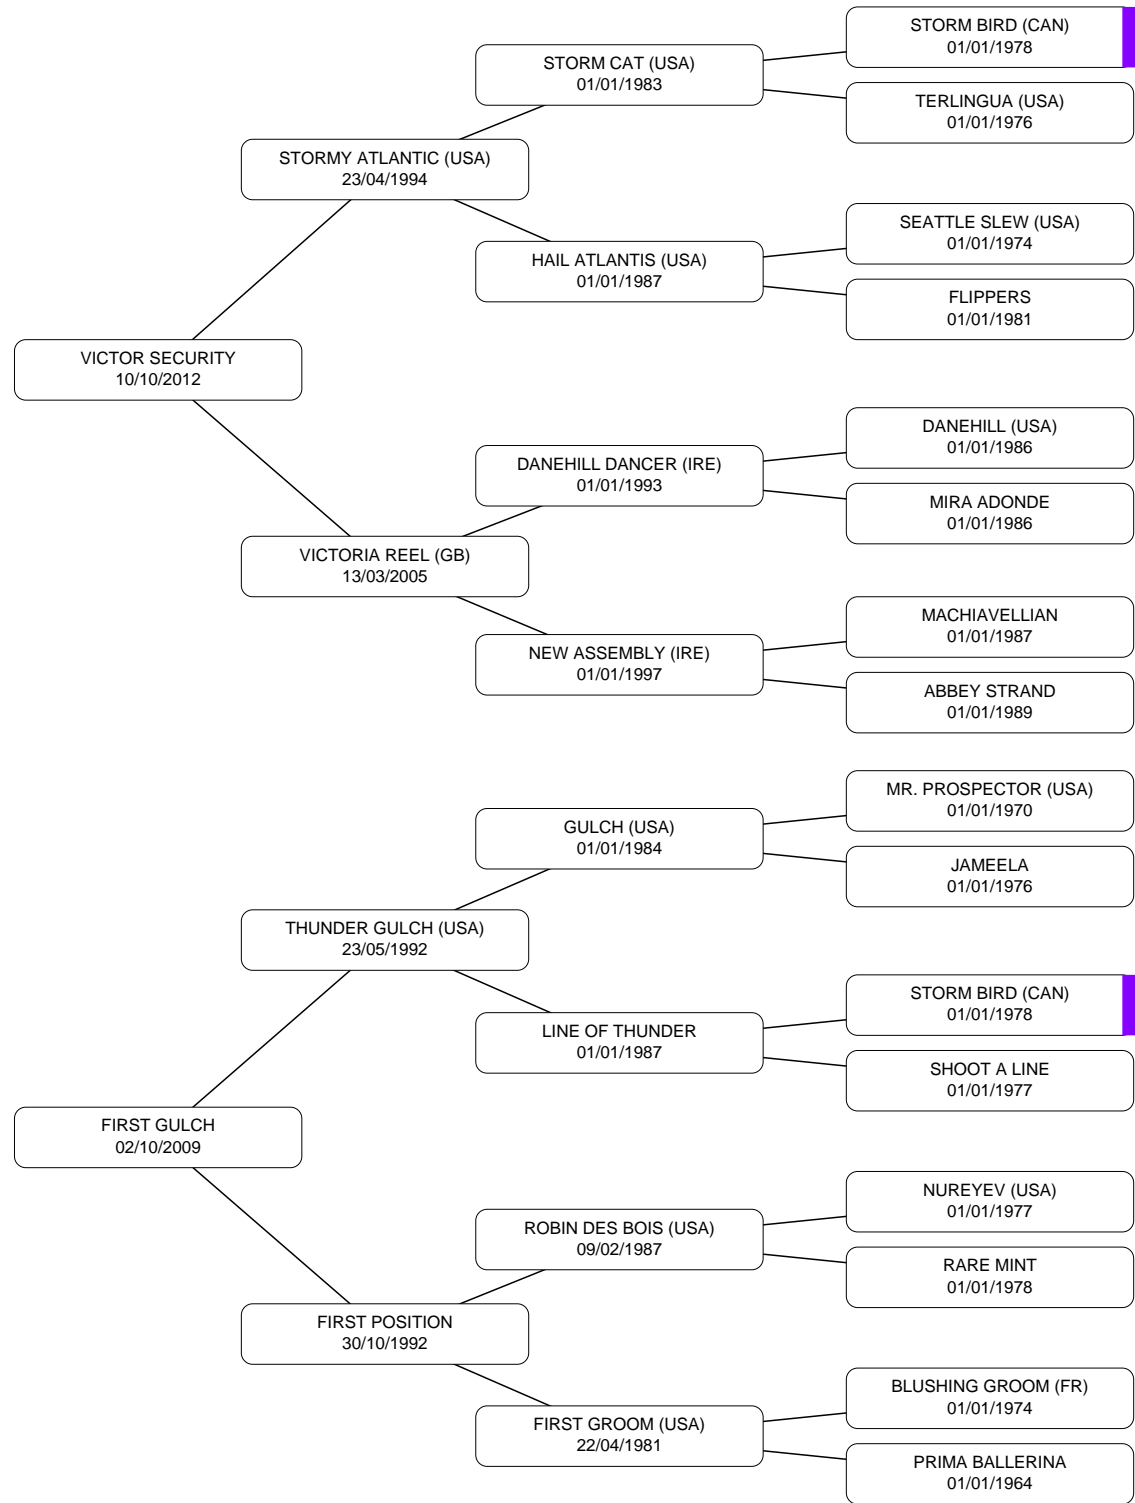 STORM BIRD (CAN)
01/01/1978
STORM CAT (USA)
01/01/1983
TERLINGUA (USA)
01/01/1976
STORMY ATLANTIC (USA)
23/04/1994
SEATTLE SLEW (USA)
01/01/1974
HAIL ATLANTIS (USA)
01/01/1987
FLIPPERS
01/01/1981
VICTOR SECURITY
10/10/2012
DANEHILL (USA)
01/01/1986
DANEHILL DANCER (IRE)
01/01/1993
MIRA ADONDE
01/01/1986
VICTORIA REEL (GB)
13/03/2005
MACHIAVELLIAN
01/01/1987
NEW ASSEMBLY (IRE)
01/01/1997
ABBEY STRAND
01/01/1989
MR. PROSPECTOR (USA)
01/01/1970
GULCH (USA)
01/01/1984
JAMEELA
01/01/1976
THUNDER GULCH (USA)
23/05/1992
STORM BIRD (CAN)
01/01/1978
LINE OF THUNDER
01/01/1987
SHOOT A LINE
01/01/1977
FIRST GULCH
02/10/2009
NUREYEV (USA)
01/01/1977
ROBIN DES BOIS (USA)
09/02/1987
RARE MINT
01/01/1978
FIRST POSITION
30/10/1992
BLUSHING GROOM (FR)
01/01/1974
FIRST GROOM (USA)
22/04/1981
PRIMA BALLERINA
01/01/1964